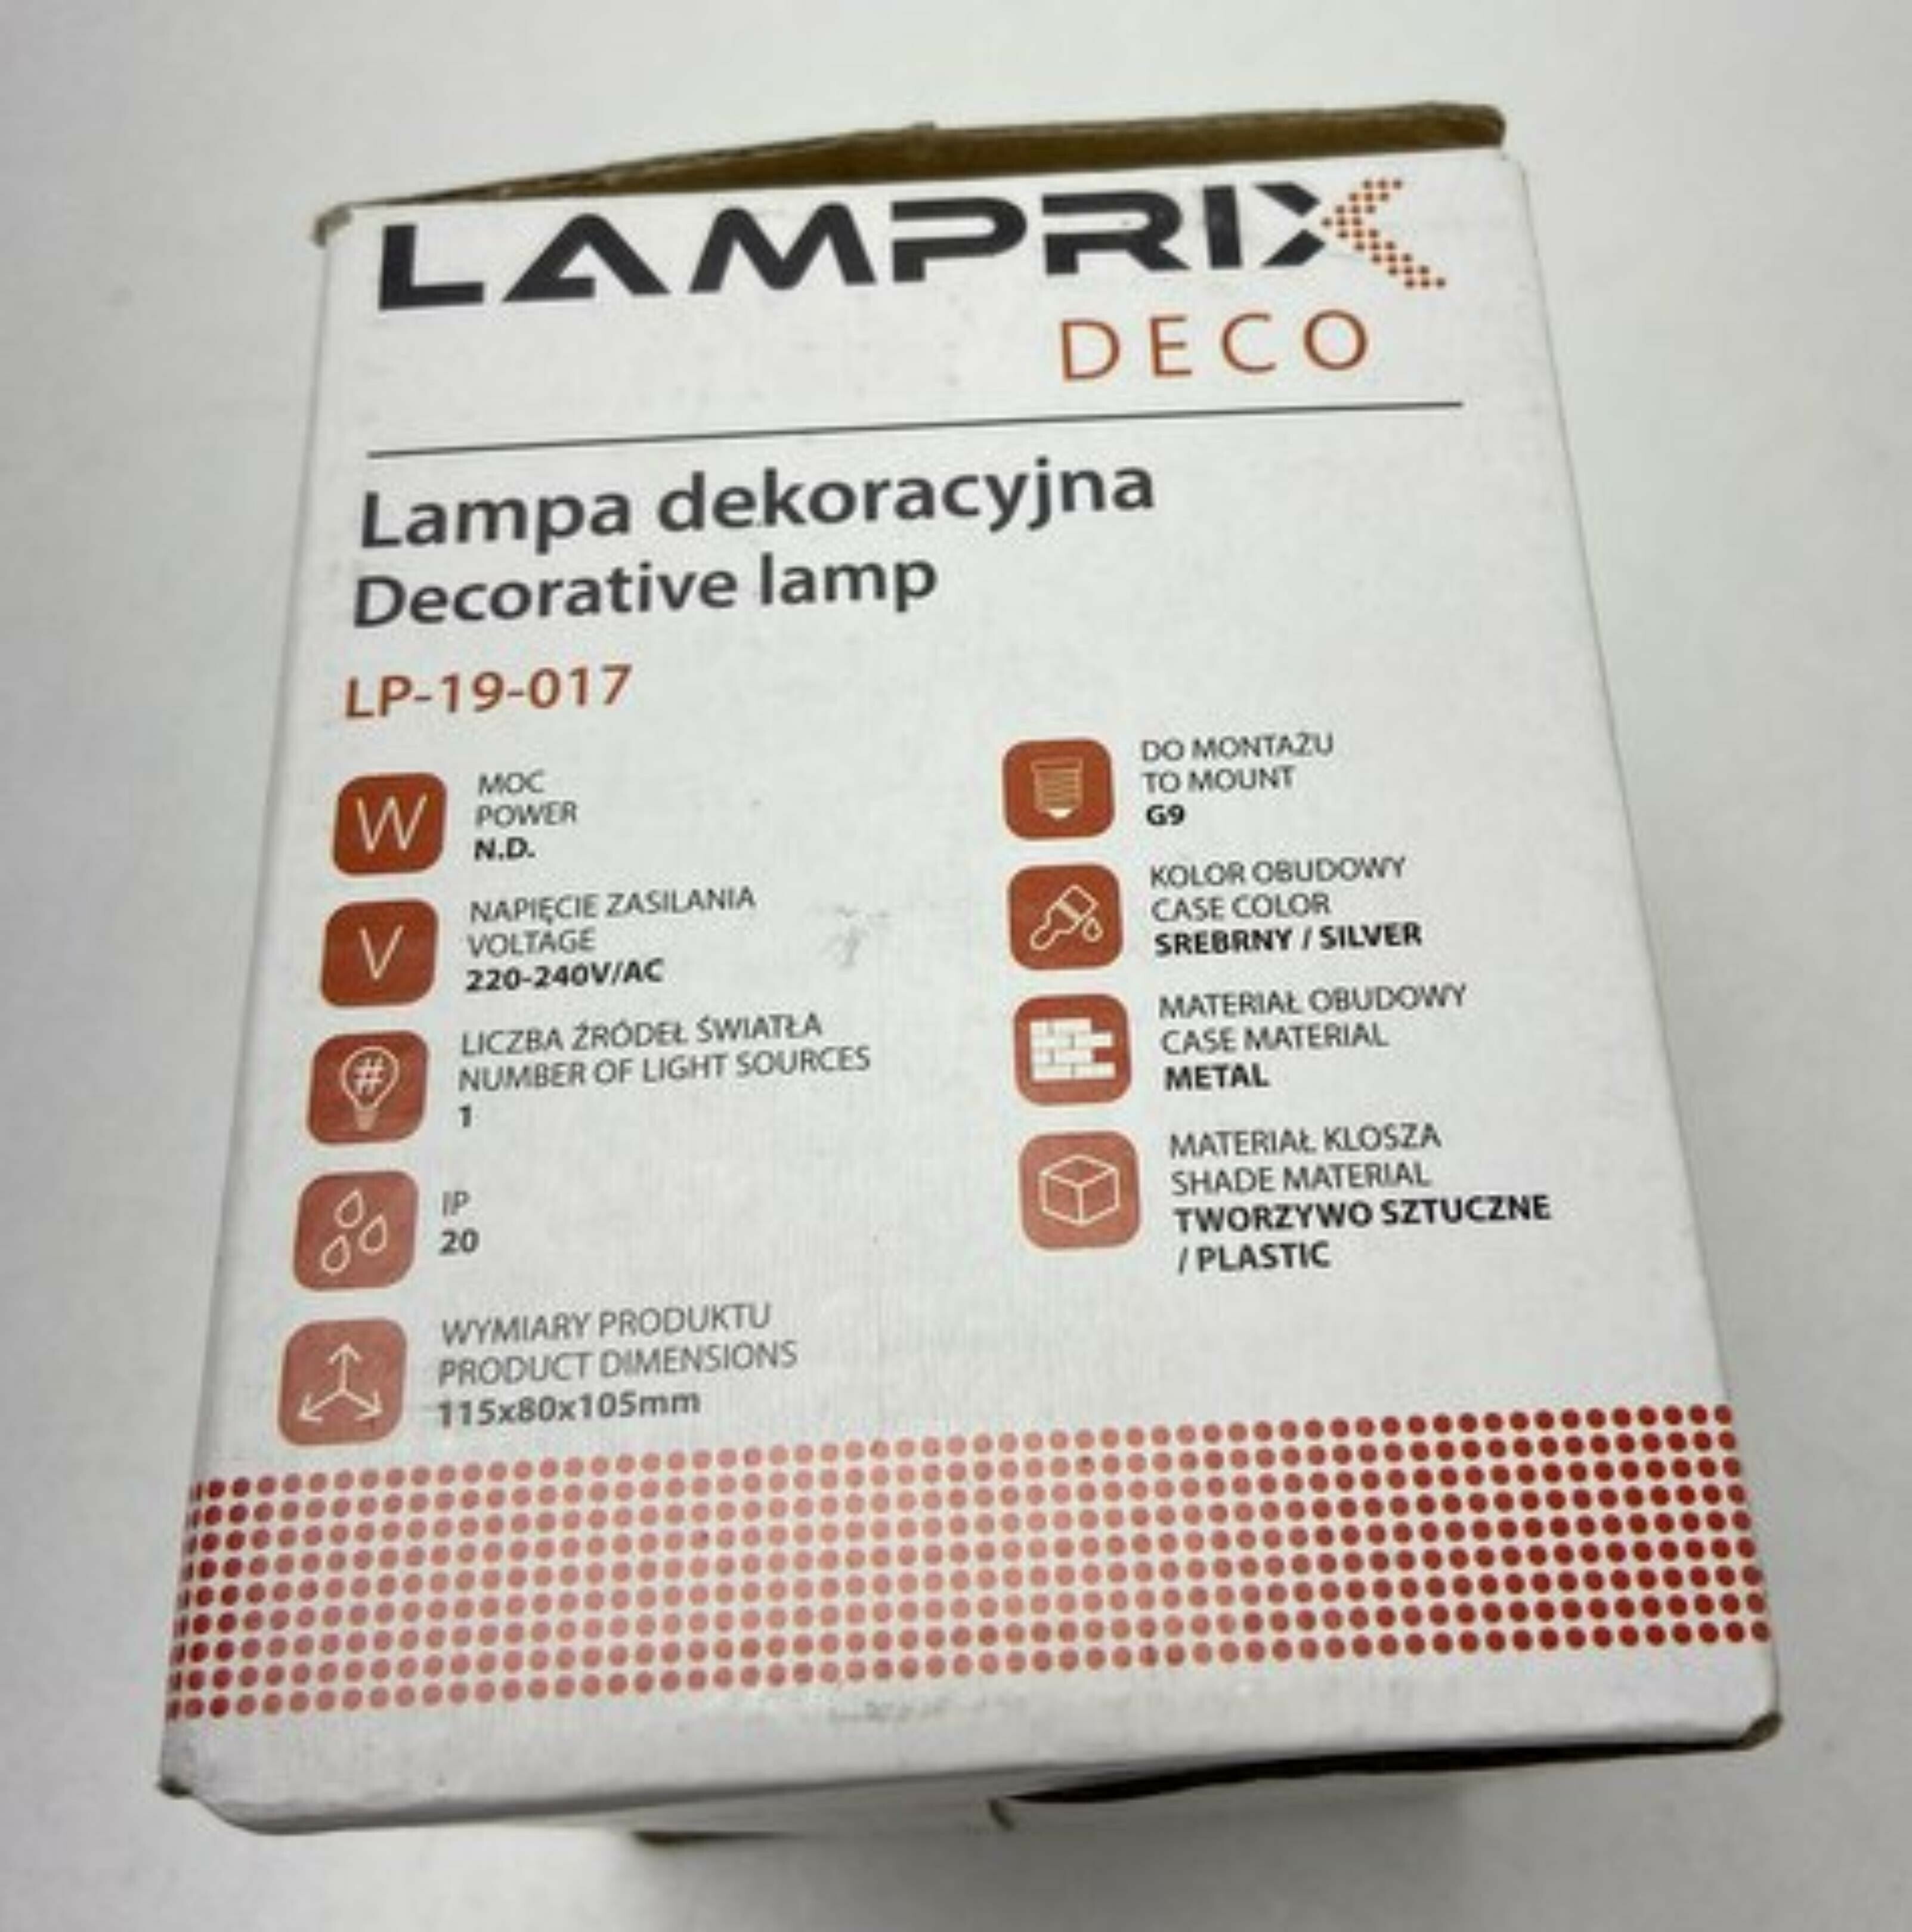 LAMPRIX
DECO
Lampa dekoracyjna
Decorative lamp
LP-19-017
W
MOC
POWER
N.D.
V
NAPIĘCIE ZASILANIA
VOLTAGE
220-240V/AC
#
LICZBA ŹRÓDEŁ ŚWIATŁA
NUMBER OF LIGHT SOURCES
1
IP
20
WYMIARY PRODUKTU
PRODUCT DIMENSIONS
115x80x105mm
DO MONTAŻU
TO MOUNT
G9
KOLOR OBUDOWY
CASE COLOR
SREBRNY / SILVER
MATERIAŁ OBUDOWY
CASE MATERIAL
METAL
MATERIAŁ KLOSZA
SHADE MATERIAL
TWORZYWO SZTUCZNE
/ PLASTIC